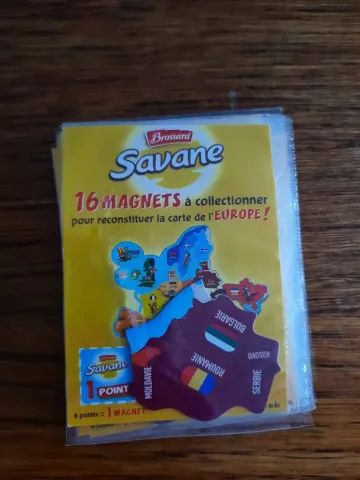 Brossard
Savane
16 MAGNETS à collectionner
pour reconstituer la carte de l'EUROPE !
BULGARIE
ROUMANIE
KOSOVO
MOLDAVIE
SERBIE
Brossard
Savane
1 POINT
6 points = 1 MAGNET